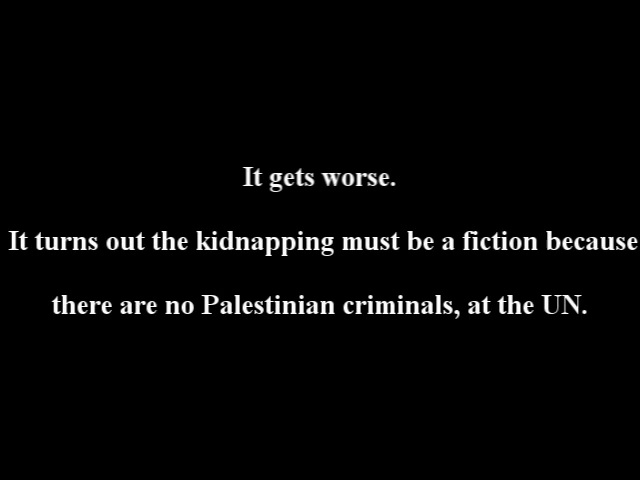 It gets worse.
It turns out the kidnapping must be a fiction because
there are no Palestinian criminals, at the UN.